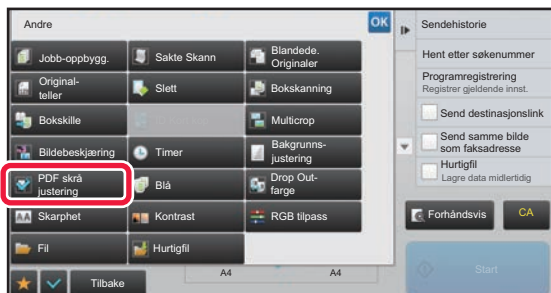 Andre
OK
Jobb-oppbygg.
Sakte Skann
Blandede.
Originaler
Original-
teller
Slett
Bokskanning
Bokskille
Multicrop
Bildebeskjæring
Timer
Bakgrunns-
justering
PDF skrå
justering
Blå
Drop Out-
farge
Skarphet
Kontrast
RGB tilpass
Fil
Hurtigfil
Tilbake
A4
A4
Sendehistorie
Hent etter søkenummer
Programregistrering
Registrer gjeldende innst.
Send destinasjonslink
Send samme bilde
som faksadresse
Hurtigfil
Lagre data midlertidig
Forhåndsvis
CA
Start